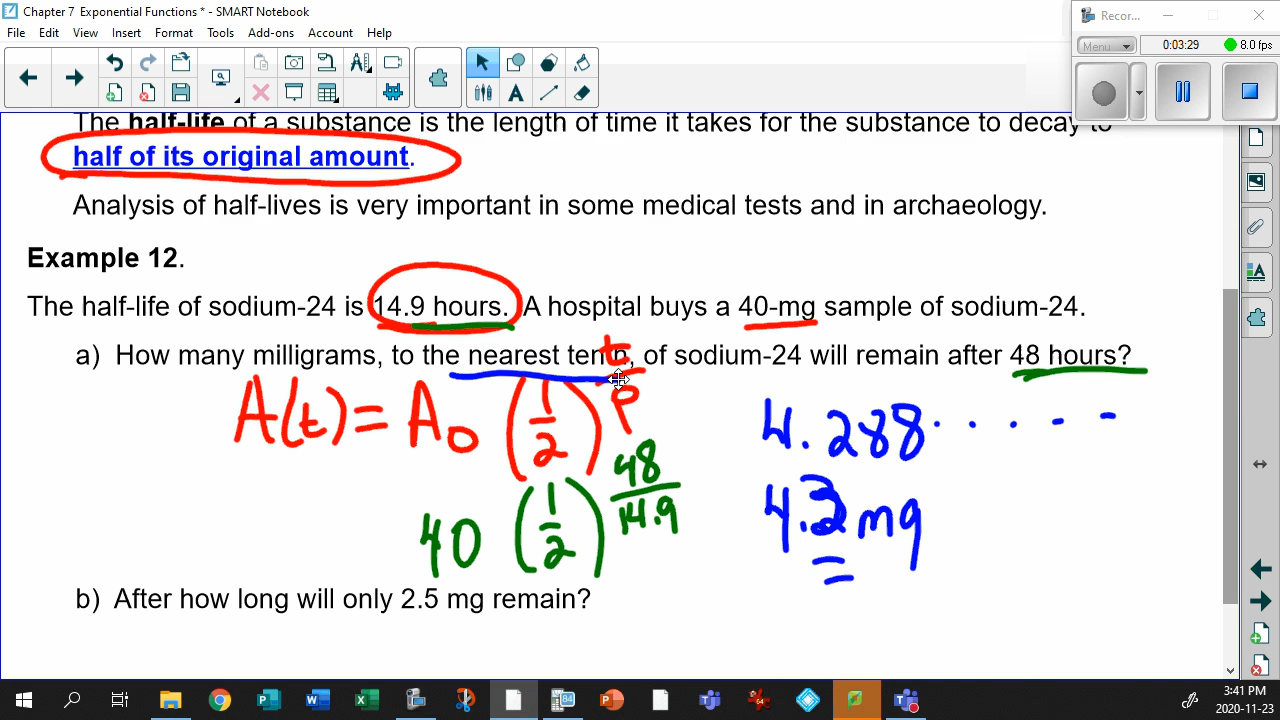 Chapter 7 Exponential Functions * - SMART Notebook
Recor...
File Edit View Insert Format Tools Add-ons Account Help
Menu
0:03:29
8.0 fps
The half-life of a substance is the length of time it takes for the substance to decay to
half of its original amount.
Analysis of half-lives is very important in some medical tests and in archaeology.
Example 12.
The half-life of sodium-24 is 14.9 hours. A hospital buys a 40-mg sample of sodium-24.
a) How many milligrams, to the nearest tenth, of sodium-24 will remain after 48 hours?
A(t) = A₀ (1/2)^(t/p)
4.288.....--
40 (1/2)^(48/14.9)
4.3 mg
b) After how long will only 2.5 mg remain?
3:41 PM
2020-11-23